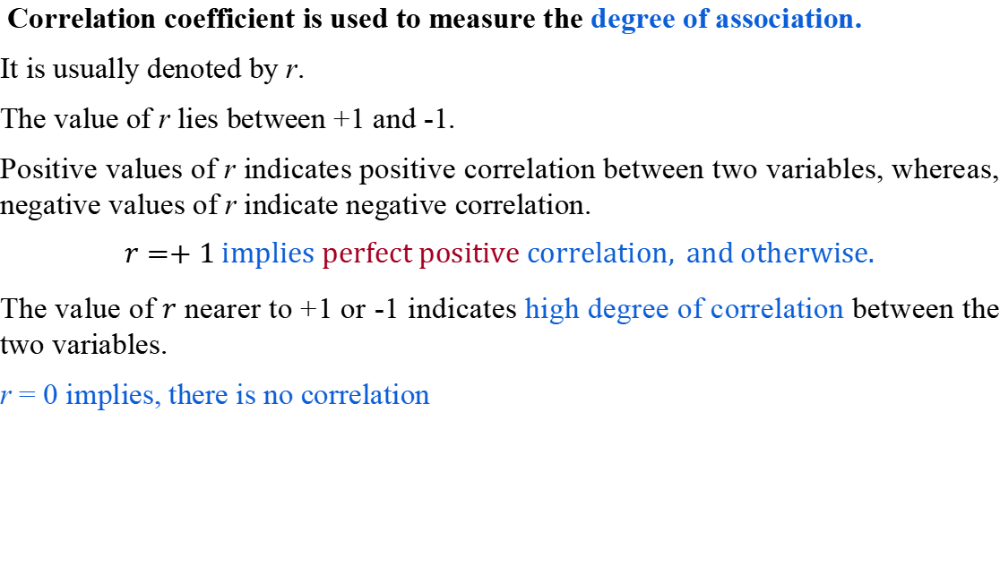 Correlation coefficient is used to measure the degree of association.
It is usually denoted by r.
The value of r lies between +1 and -1.
Positive values of r indicates positive correlation between two variables, whereas,
negative values of r indicate negative correlation.
r =+ 1 implies perfect positive correlation, and otherwise.
The value of r nearer to +1 or -1 indicates high degree of correlation between the
two variables.
r = 0 implies, there is no correlation